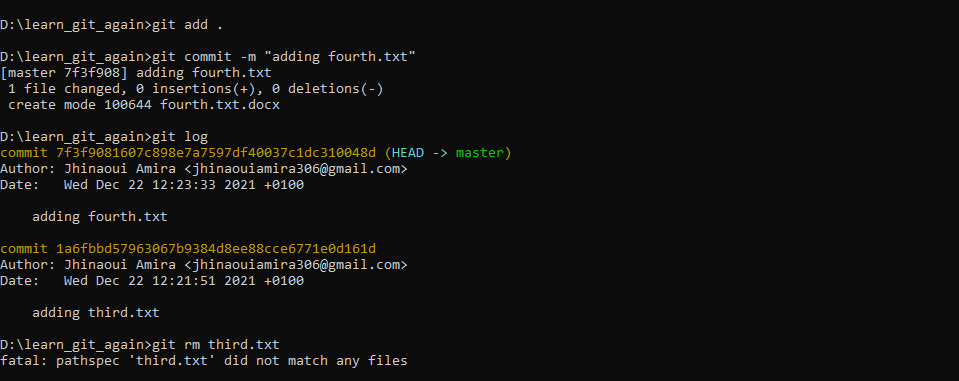 D:\learn_git_again>git add .
D:\learn_git_again>git commit -m "adding fourth.txt"
[master 7f3f908] adding fourth.txt
 1 file changed, 0 insertions(+), 0 deletions(-)
 create mode 100644 fourth.txt.docx
D:\learn_git_again>git log
commit 7f3f9081607c898e7a7597df40037c1dc310048d (HEAD -> master)
Author: Jhinaoui Amira <jhinaouiamira306@gmail.com>
Date:   Wed Dec 22 12:23:33 2021 +0100
    adding fourth.txt
commit 1a6fbbd57963067b9384d8ee88cce6771e0d161d
Author: Jhinaoui Amira <jhinaouiamira306@gmail.com>
Date:   Wed Dec 22 12:21:51 2021 +0100
    adding third.txt
D:\learn_git_again>git rm third.txt
fatal: pathspec 'third.txt' did not match any files